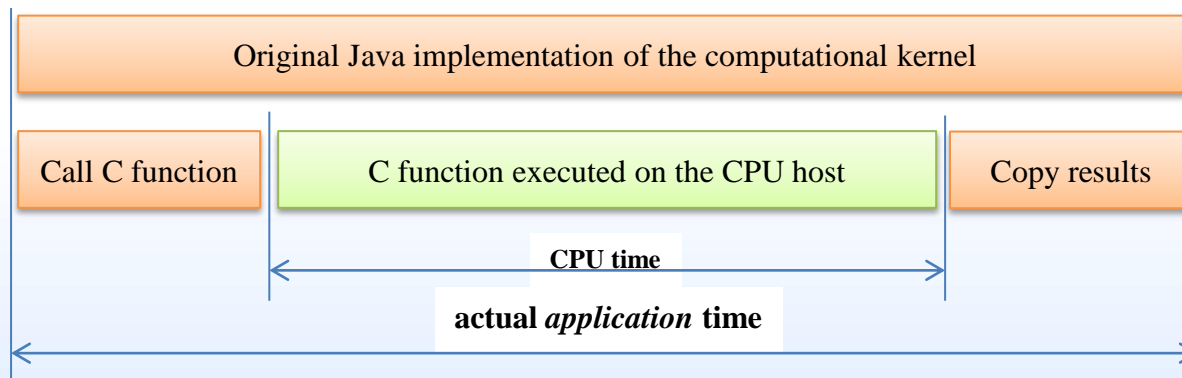 Original Java implementation of the computational kernel
Call C function
C function executed on the CPU host
Copy results
CPU time
actual application time